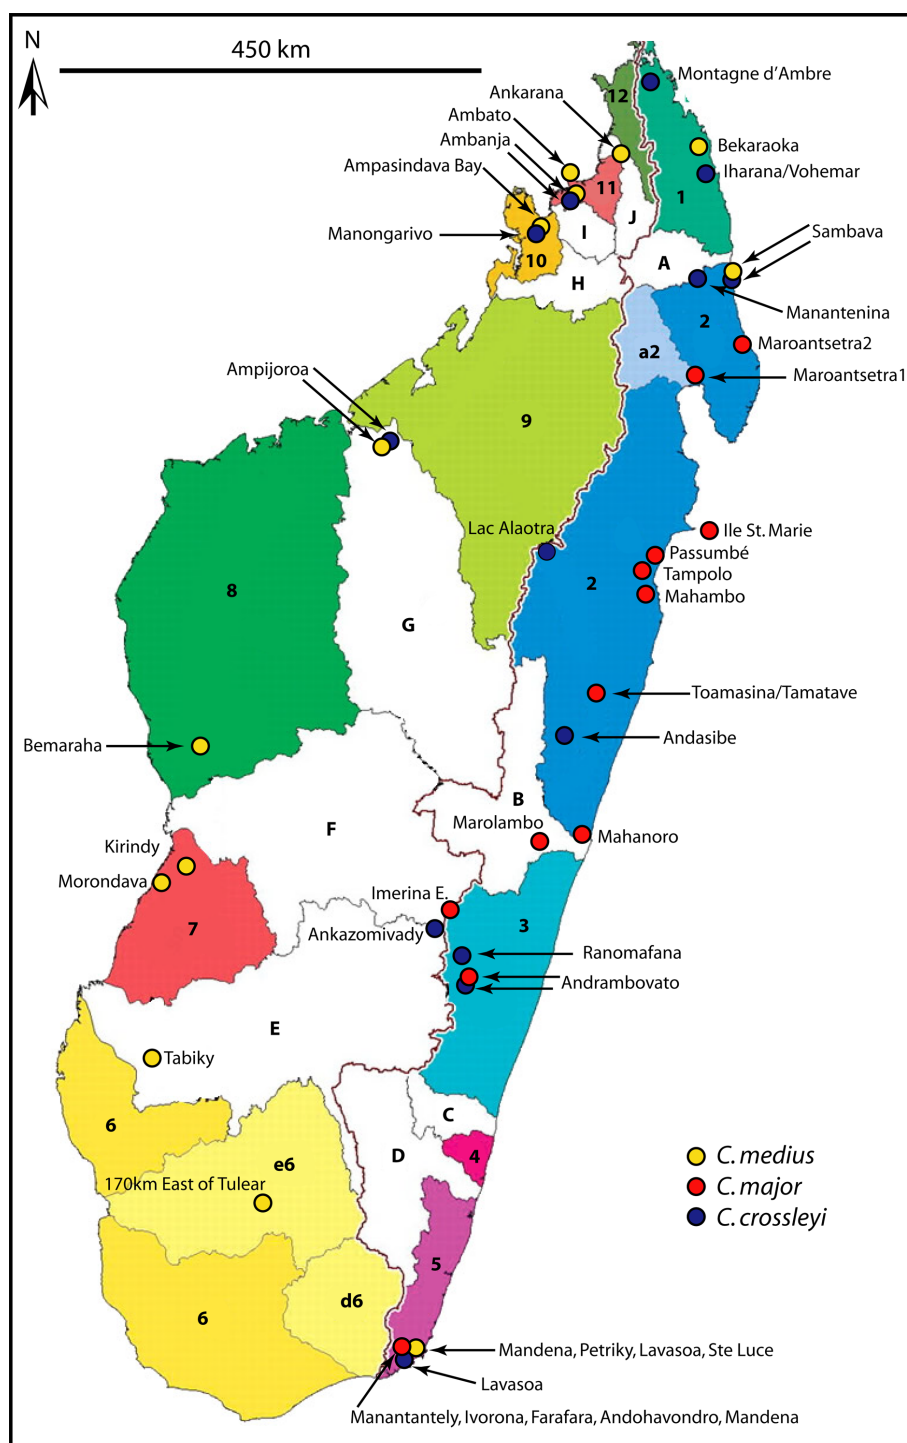 N
450 km
Montagne d’Ambre
Ankarana
12
Ambato
Ambanja
Bekaraoka
Ampasindava Bay
Iharana/Vohemar
11
1
J
Manongarivo
I
Sambava
10
A
H
Manantenina
2
Maroantsetra2
a2
Ampijoroa
Maroantsetra1
9
Lac Alaotra
Ile St. Marie
Passumbé
Tampolo
2
8
Mahambo
G
Toamasina/Tamatave
Andasibe
Bemaraha
B
Marolambo
F
Mahanoro
Kirindy
Morondava
Imerina E.
7
Ankazomivady
3
Ranomafana
Andrambovato
E
Tabiky
C
6
D
4
e6
C. medius
170km East of Tulear
C. major
C. crossleyi
5
d6
6
Mandena, Petriky, Lavasoa, Ste Luce
Lavasoa
Manantantely, Ivorona, Farafara, Andohavondro, Mandena